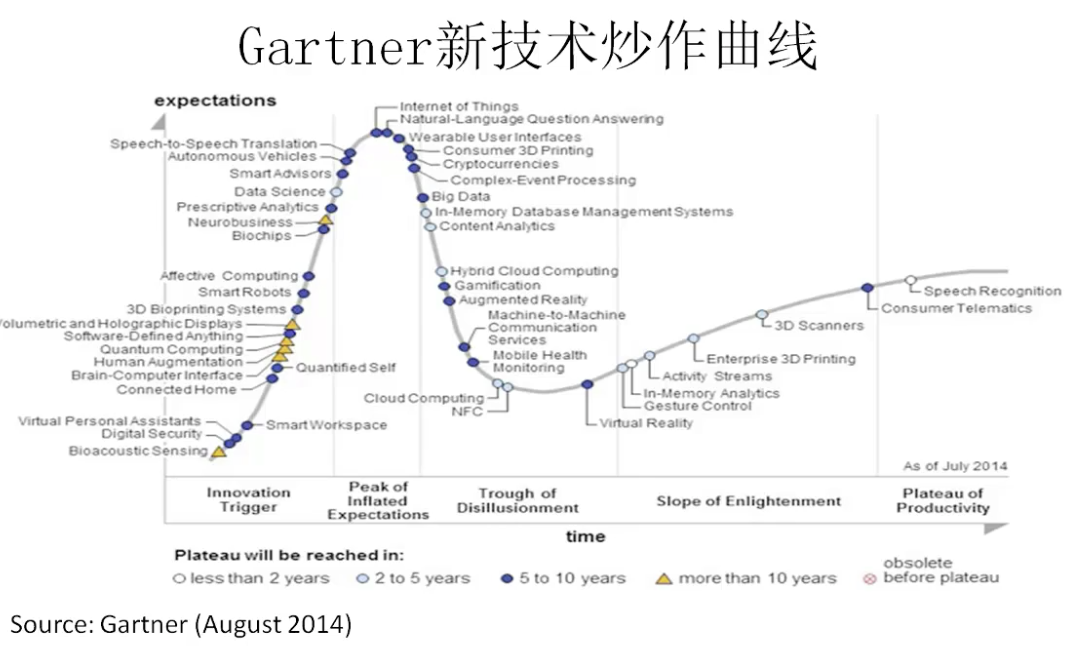 Gartner新技术炒作曲线
expectations
Internet of Things
Natural-Language Question Answering
Wearable User Interfaces
Consumer 3D Printing
Cryptocurrencies
Complex-Event Processing
Big Data
In-Memory Database Management Systems
Content Analytics
Hybrid Cloud Computing
Gamification
Augmented Reality
Machine-to-Machine
Communication
Services
Mobile Health
Monitoring
Speech-to-Speech Translation
Autonomous Vehicles
Smart Advisors
Data Science
Prescriptive Analytics
Neurobusiness
Biochips
Affective Computing
Smart Robots
3D Bioprinting Systems
olumetric and Holographic Displays
Software-Defined Anything
Quantum Computing
Human Augmentation
Brain-Computer Interface
Connected Home
Quantified Self
Virtual Personal Assistants
Digital Security
Bioacoustic Sensing
Smart Workspace
Cloud Computing
NFC
Virtual Reality
Gesture Control
In-Memory Analytics
Activity Streams
Enterprise 3D Printing
3D Scanners
Consumer Telematics
Speech Recognition
As of July 2014
Innovation
Trigger
Peak of
Inflated
Expectations
Trough of
Disillusionment
Slope of Enlightenment
Plateau of
Productivity
time
Plateau will be reached in:
less than 2 years
2 to 5 years
5 to 10 years
more than 10 years
obsolete
before plateau
Source: Gartner (August 2014)